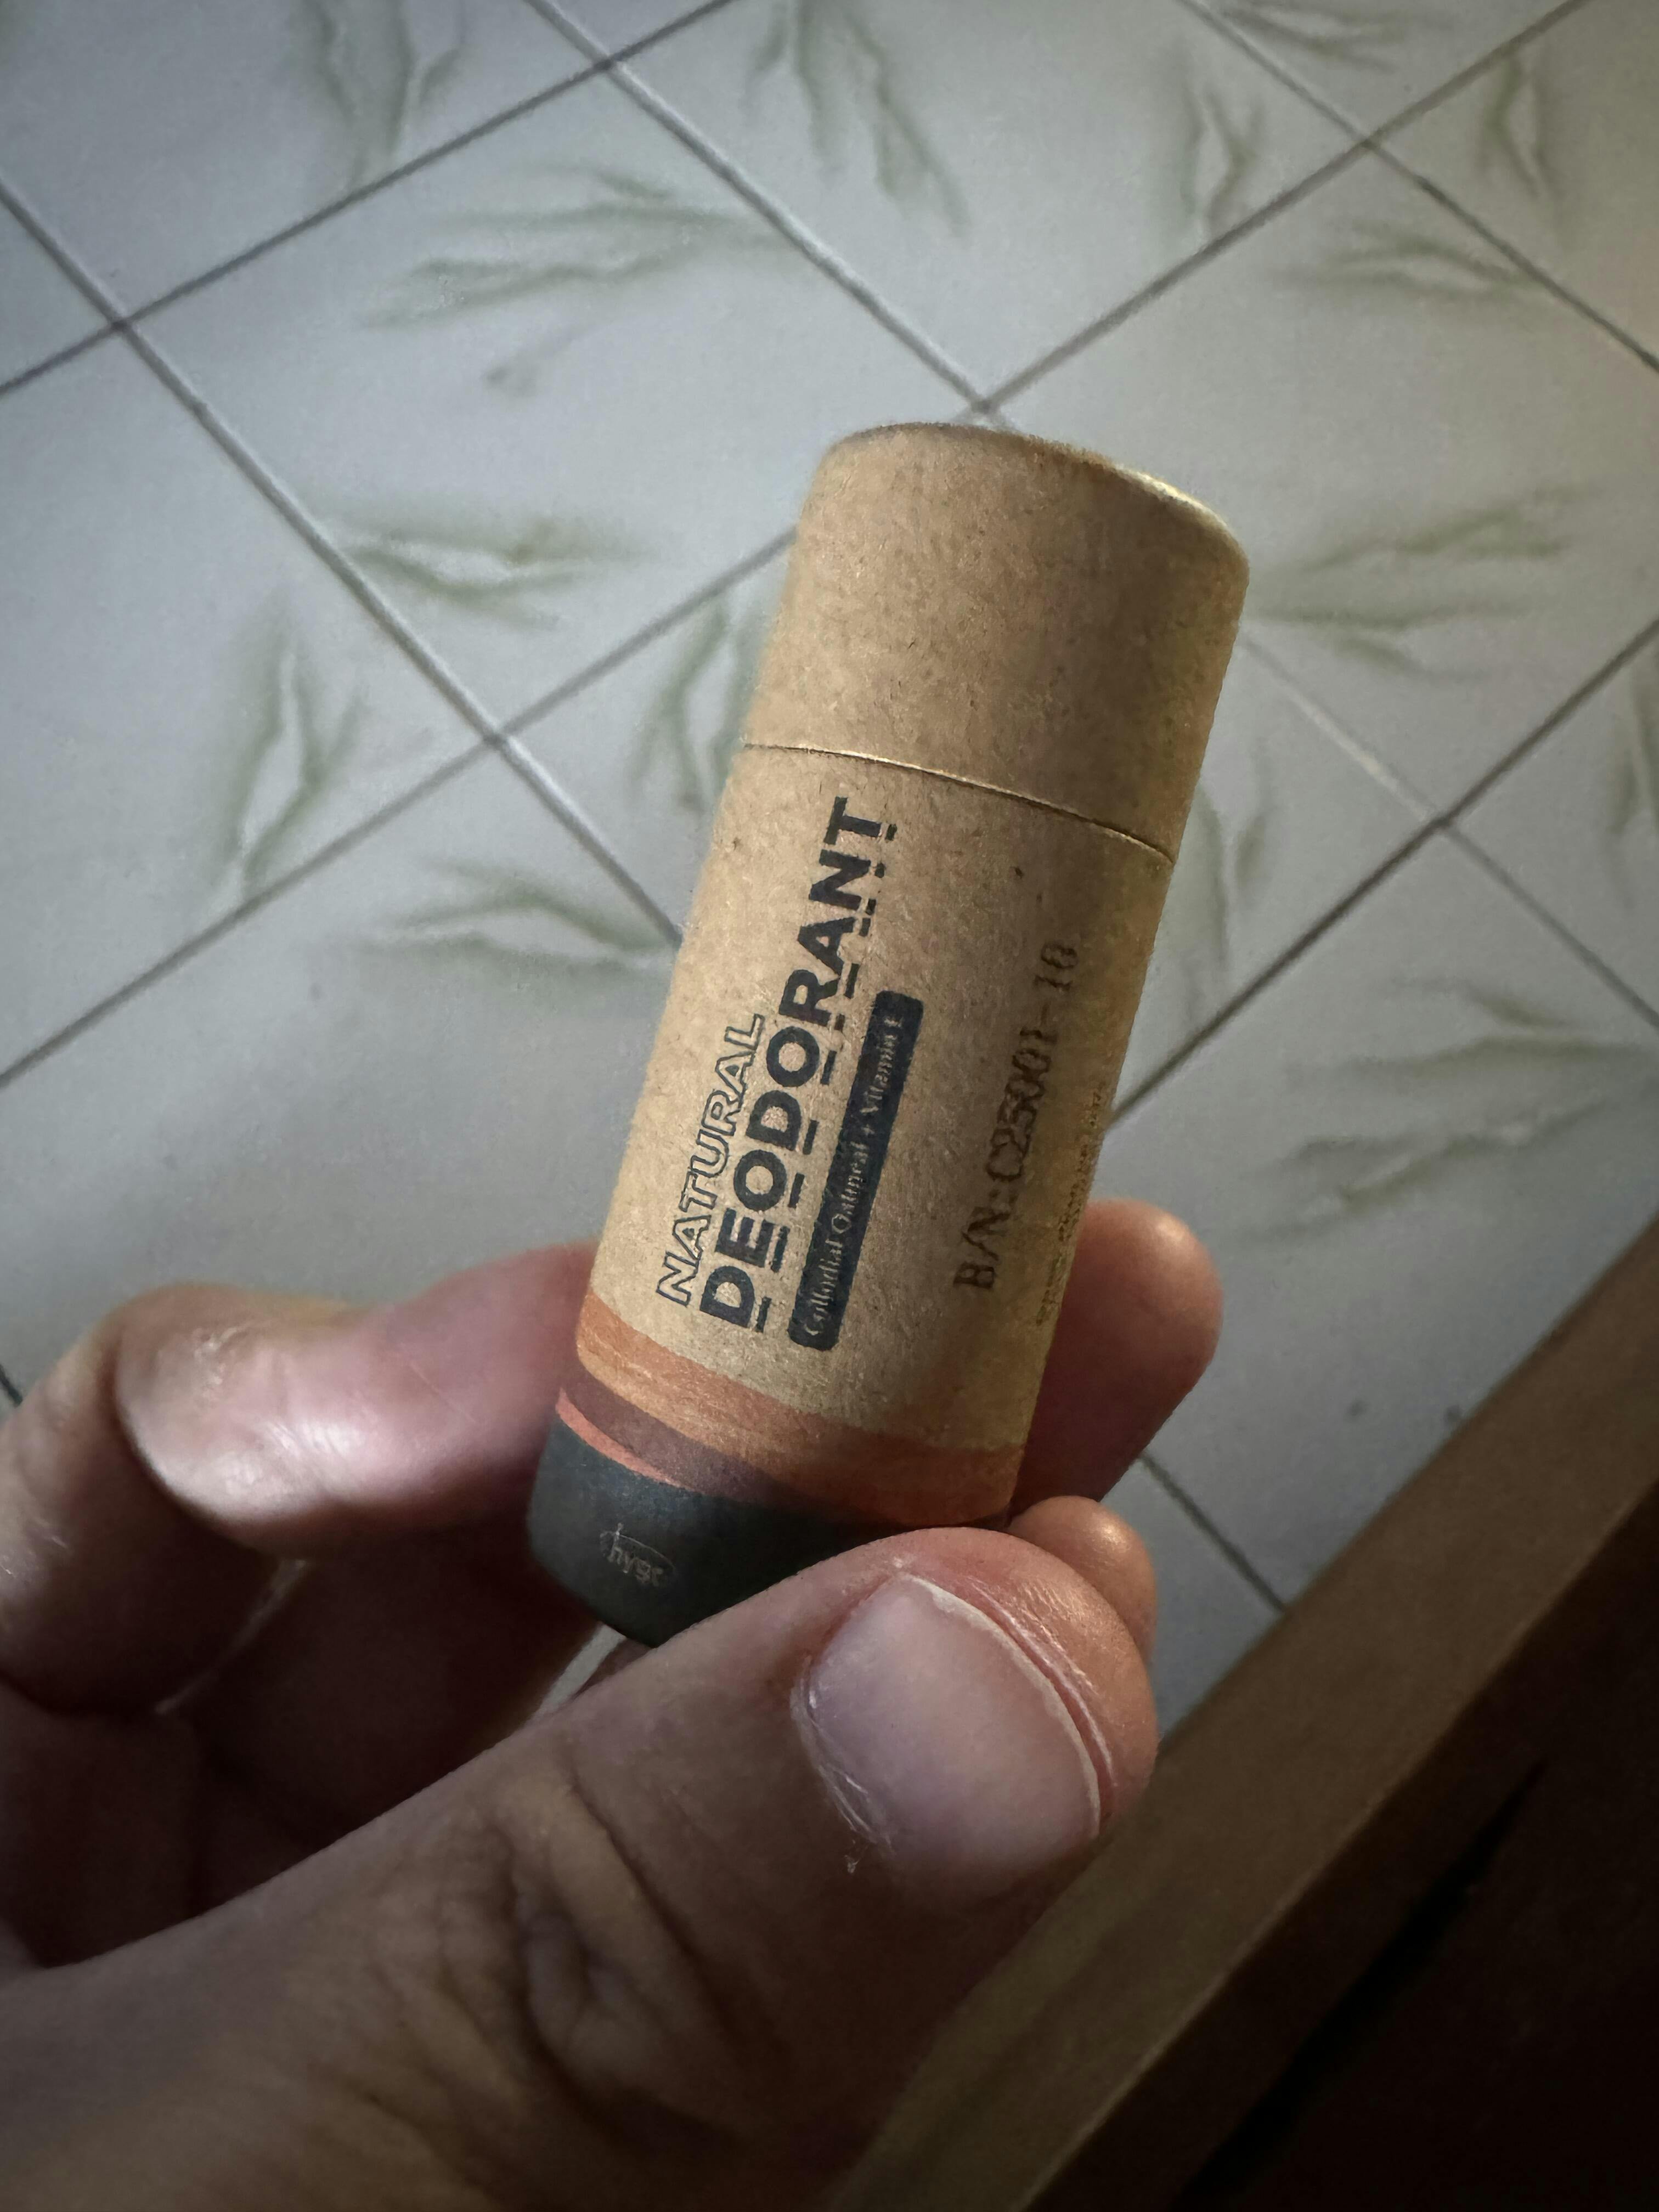 NATURAL
DEODORANT
Colloidal Oatmeal + Vitamin E
B/N:C25001-10